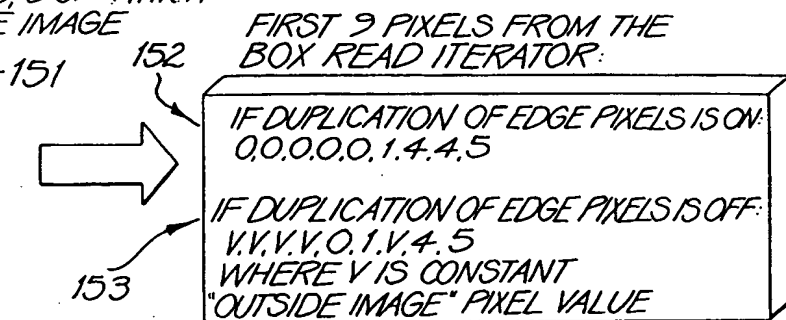 E IMAGE
151
152
FIRST 9 PIXELS FROM THE
BOX READ ITERATOR:
IF DUPLICATION OF EDGE PIXELS IS ON:
0,0,0,0,0,1,4,4,5
IF DUPLICATION OF EDGE PIXELS IS OFF:
V,V,V,V,0,1,V,4,5
WHERE V IS CONSTANT
"OUTSIDE IMAGE" PIXEL VALUE
153